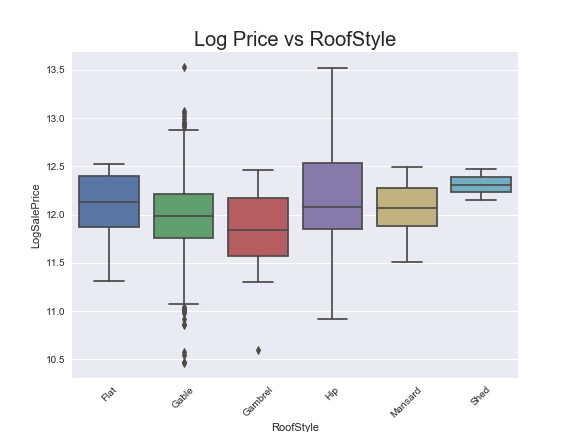 Log Price vs RoofStyle
13.5
13.0
12.5
12.0
11.5
11.0
10.5
LogSalePrice
Flat
Gable
Gambrel
Hip
Mansard
Shed
RoofStyle